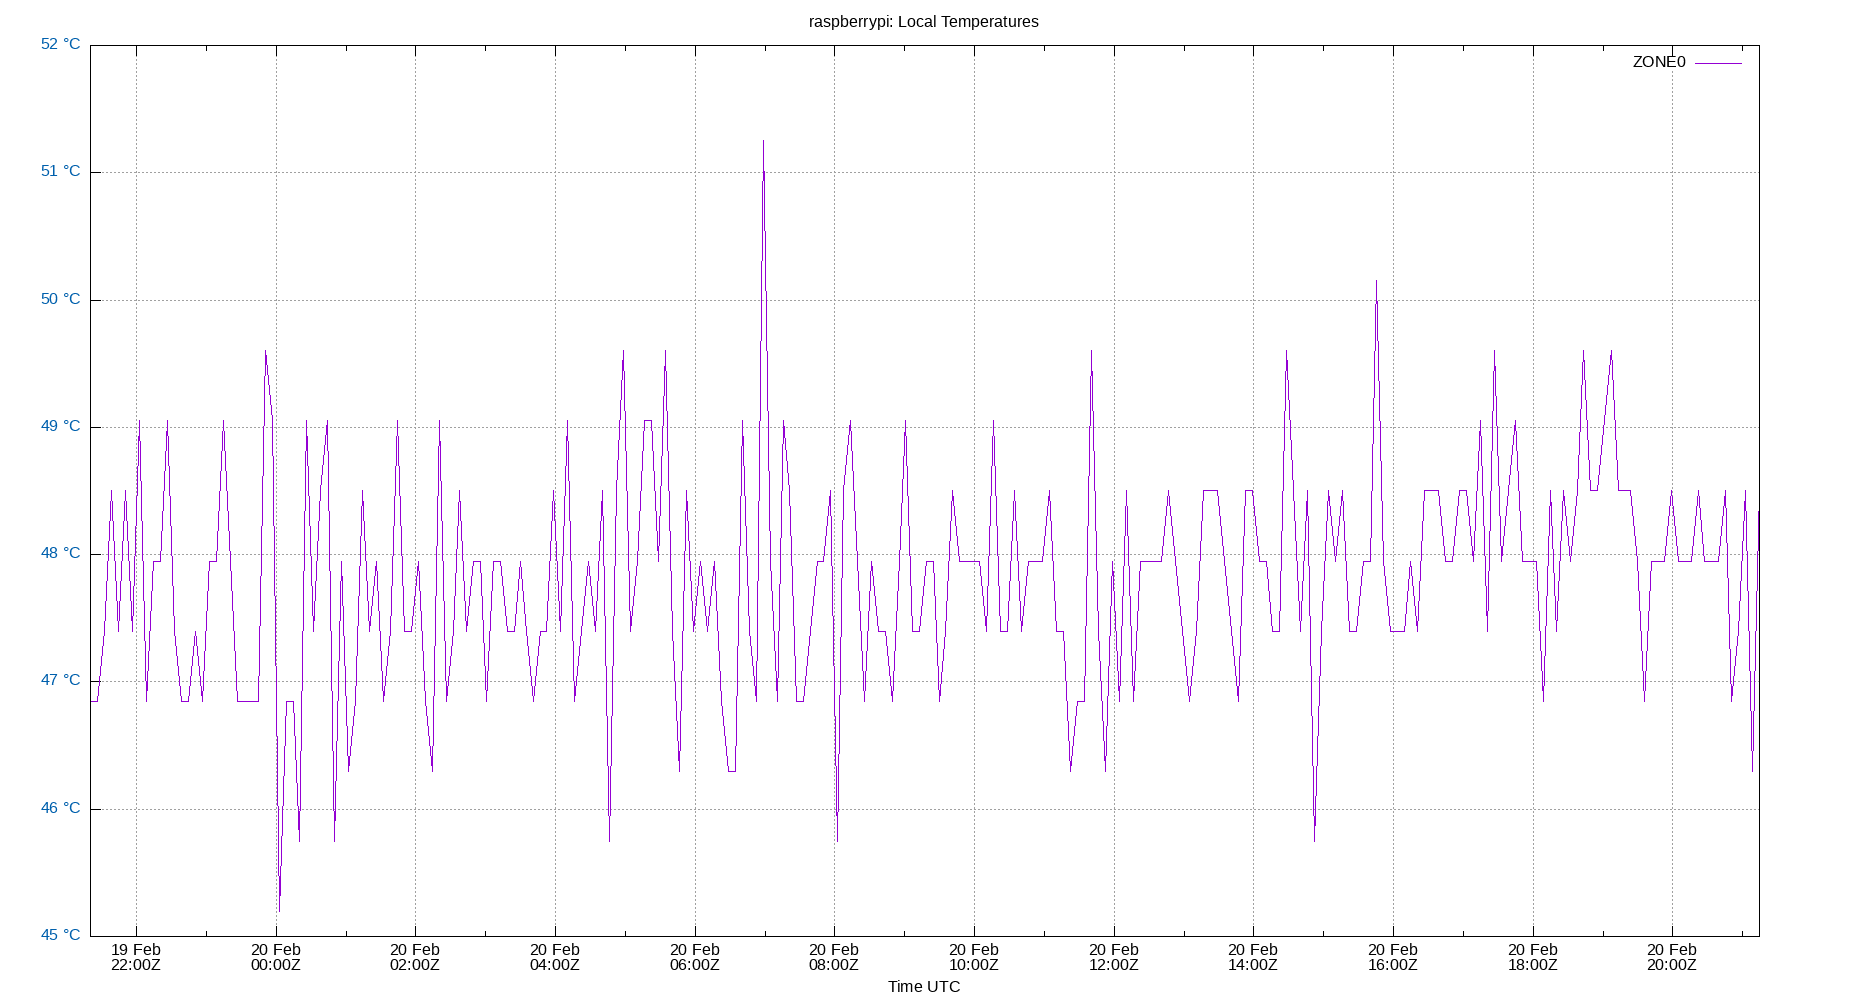 raspberrypi: Local Temperatures
52 °C
51 °C
50 °C
49 °C
48 °C
47 °C
46 °C
45 °C
ZONE0
19 Feb
22:00Z
20 Feb
00:00Z
20 Feb
02:00Z
20 Feb
04:00Z
20 Feb
06:00Z
20 Feb
08:00Z
20 Feb
10:00Z
20 Feb
12:00Z
20 Feb
14:00Z
20 Feb
16:00Z
20 Feb
18:00Z
20 Feb
20:00Z
Time UTC